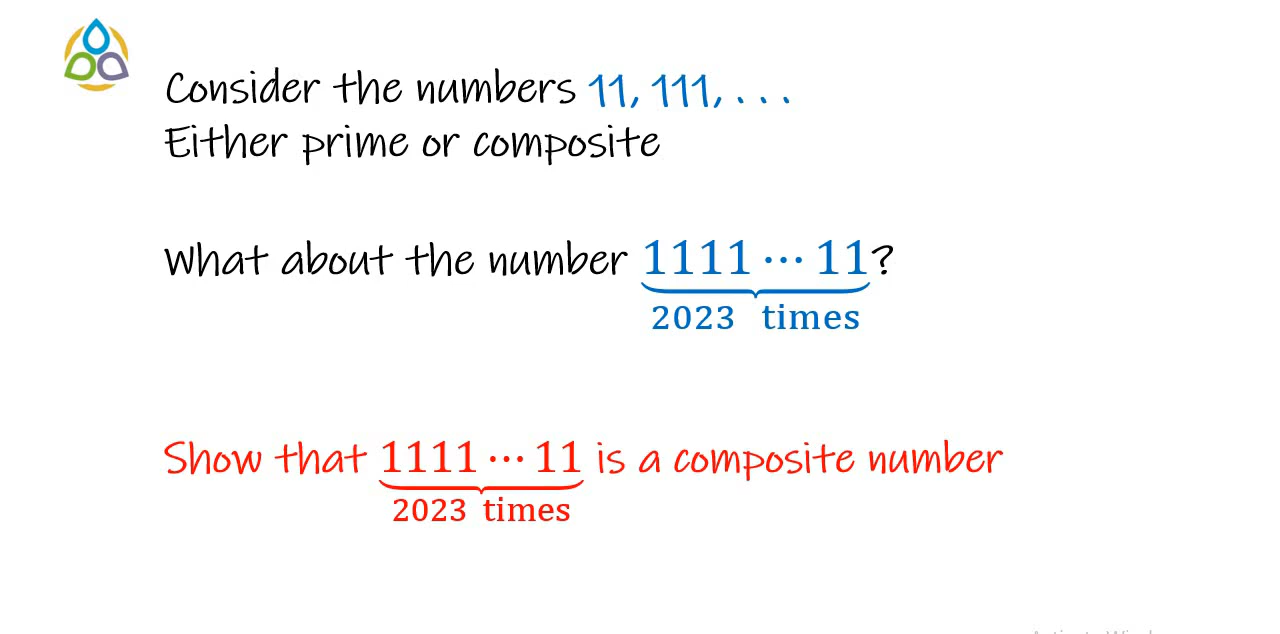 Consider the numbers 11, 111, . . .
Either prime or composite
What about the number 1111 ⋯ 11?
2023 times
Show that 1111 ⋯ 11 is a composite number
2023 times